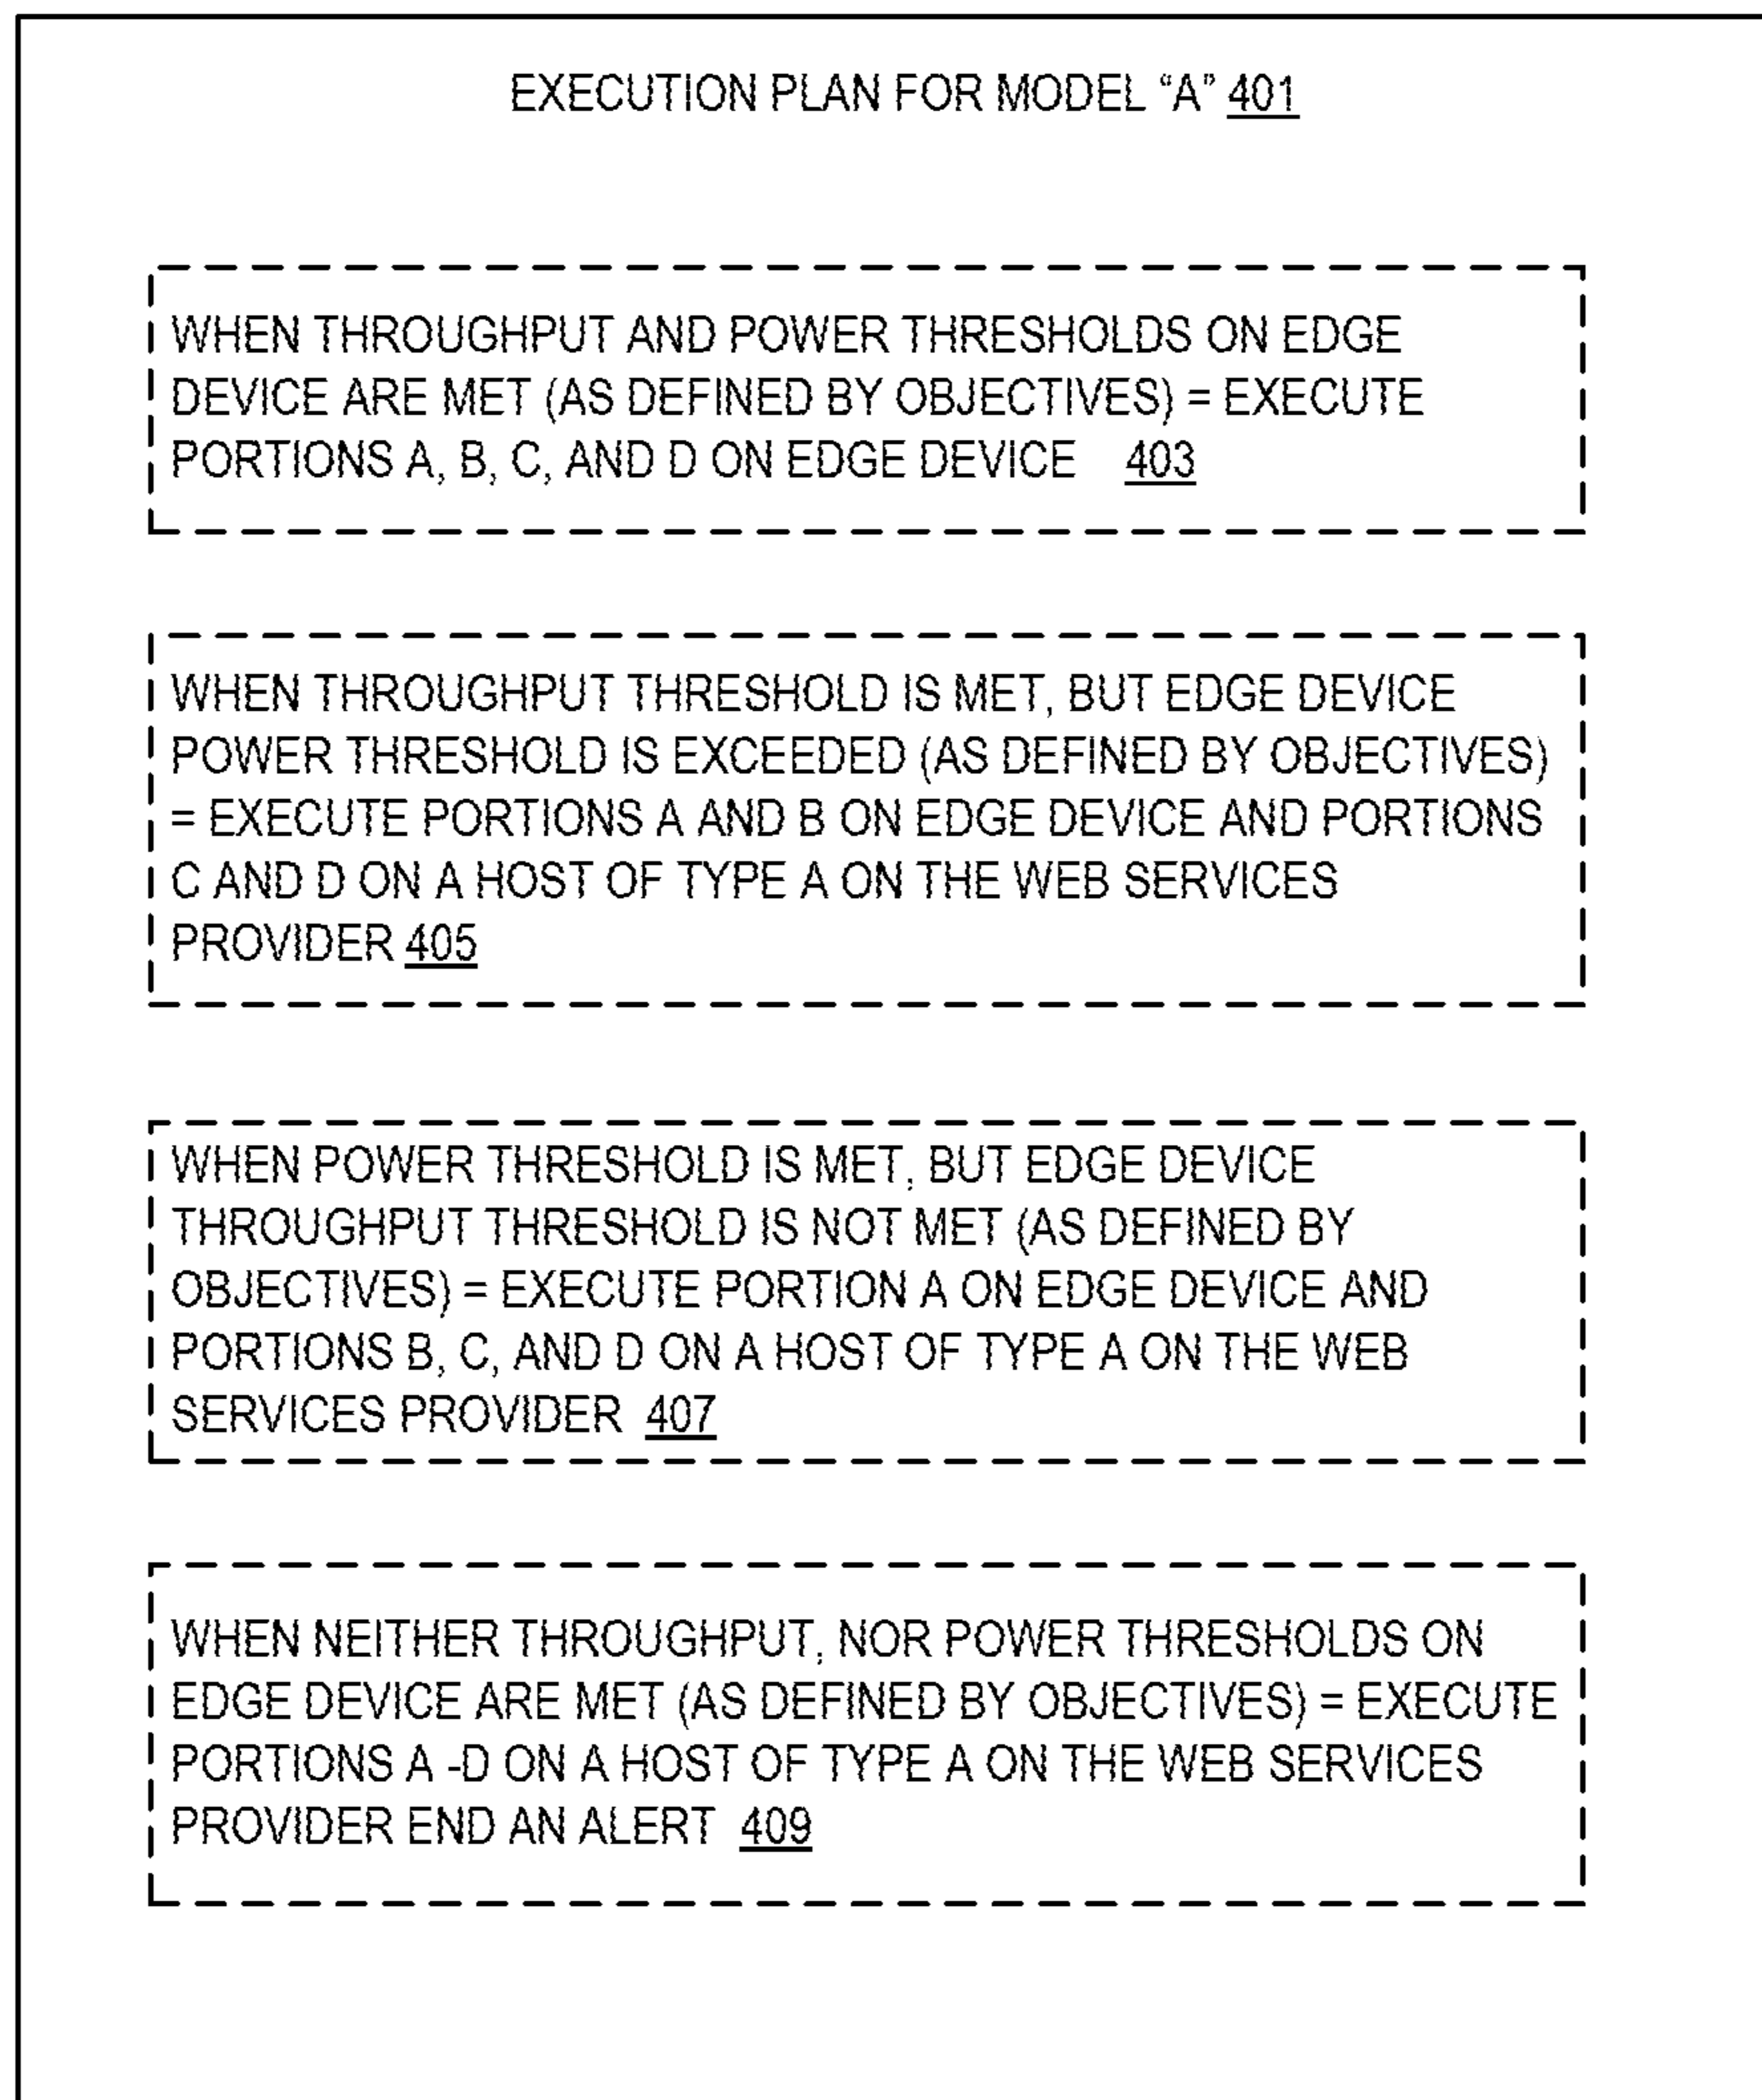 EXECUTION PLAN FOR MODEL “A” 401
WHEN THROUGHPUT AND POWER THRESHOLDS ON EDGE
DEVICE ARE MET (AS DEFINED BY OBJECTIVES) = EXECUTE
PORTIONS A, B, C, AND D ON EDGE DEVICE 403
WHEN THROUGHPUT THRESHOLD IS MET, BUT EDGE DEVICE
POWER THRESHOLD IS EXCEEDED (AS DEFINED BY OBJECTIVES)
= EXECUTE PORTIONS A AND B ON EDGE DEVICE AND PORTIONS
C AND D ON A HOST OF TYPE A ON THE WEB SERVICES
PROVIDER 405
WHEN POWER THRESHOLD IS MET, BUT EDGE DEVICE
THROUGHPUT THRESHOLD IS NOT MET (AS DEFINED BY
OBJECTIVES) = EXECUTE PORTION A ON EDGE DEVICE AND
PORTIONS B, C, AND D ON A HOST OF TYPE A ON THE WEB
SERVICES PROVIDER 407
WHEN NEITHER THROUGHPUT, NOR POWER THRESHOLDS ON
EDGE DEVICE ARE MET (AS DEFINED BY OBJECTIVES) = EXECUTE
PORTIONS A -D ON A HOST OF TYPE A ON THE WEB SERVICES
PROVIDER END AN ALERT 409